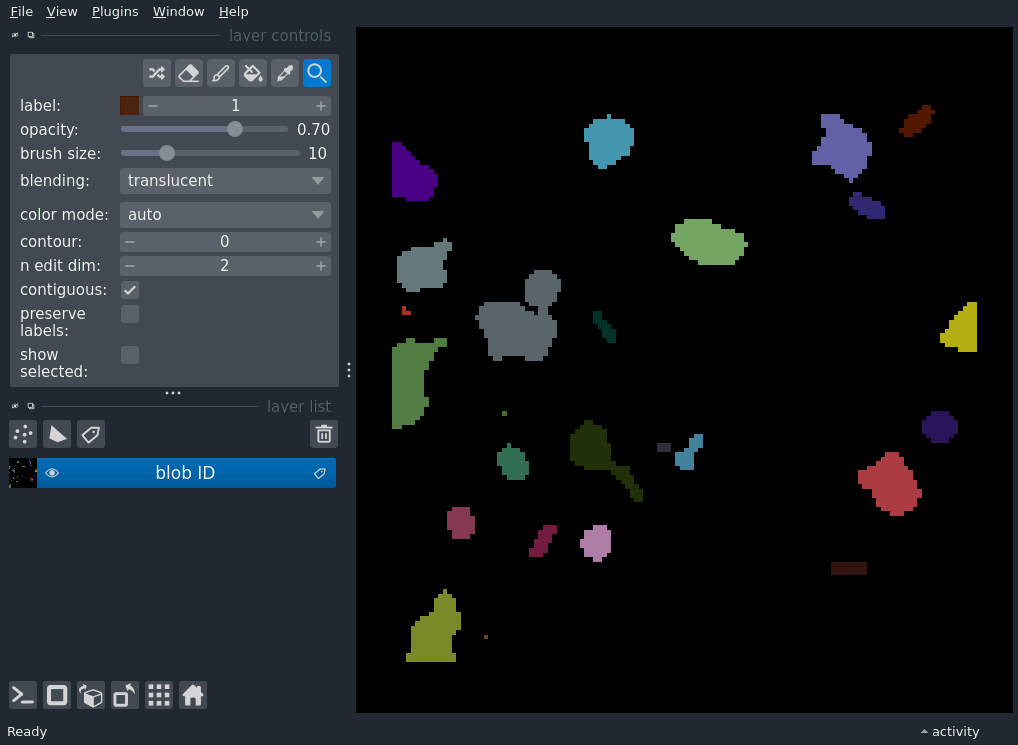 File View Plugins Window Help
layer controls
label: 1
opacity: 0.70
brush size: 10
blending: translucent
color mode: auto
contour: 0
n edit dim: 2
contiguous:
preserve
labels:
show
selected:
layer list
blob ID
Ready
activity